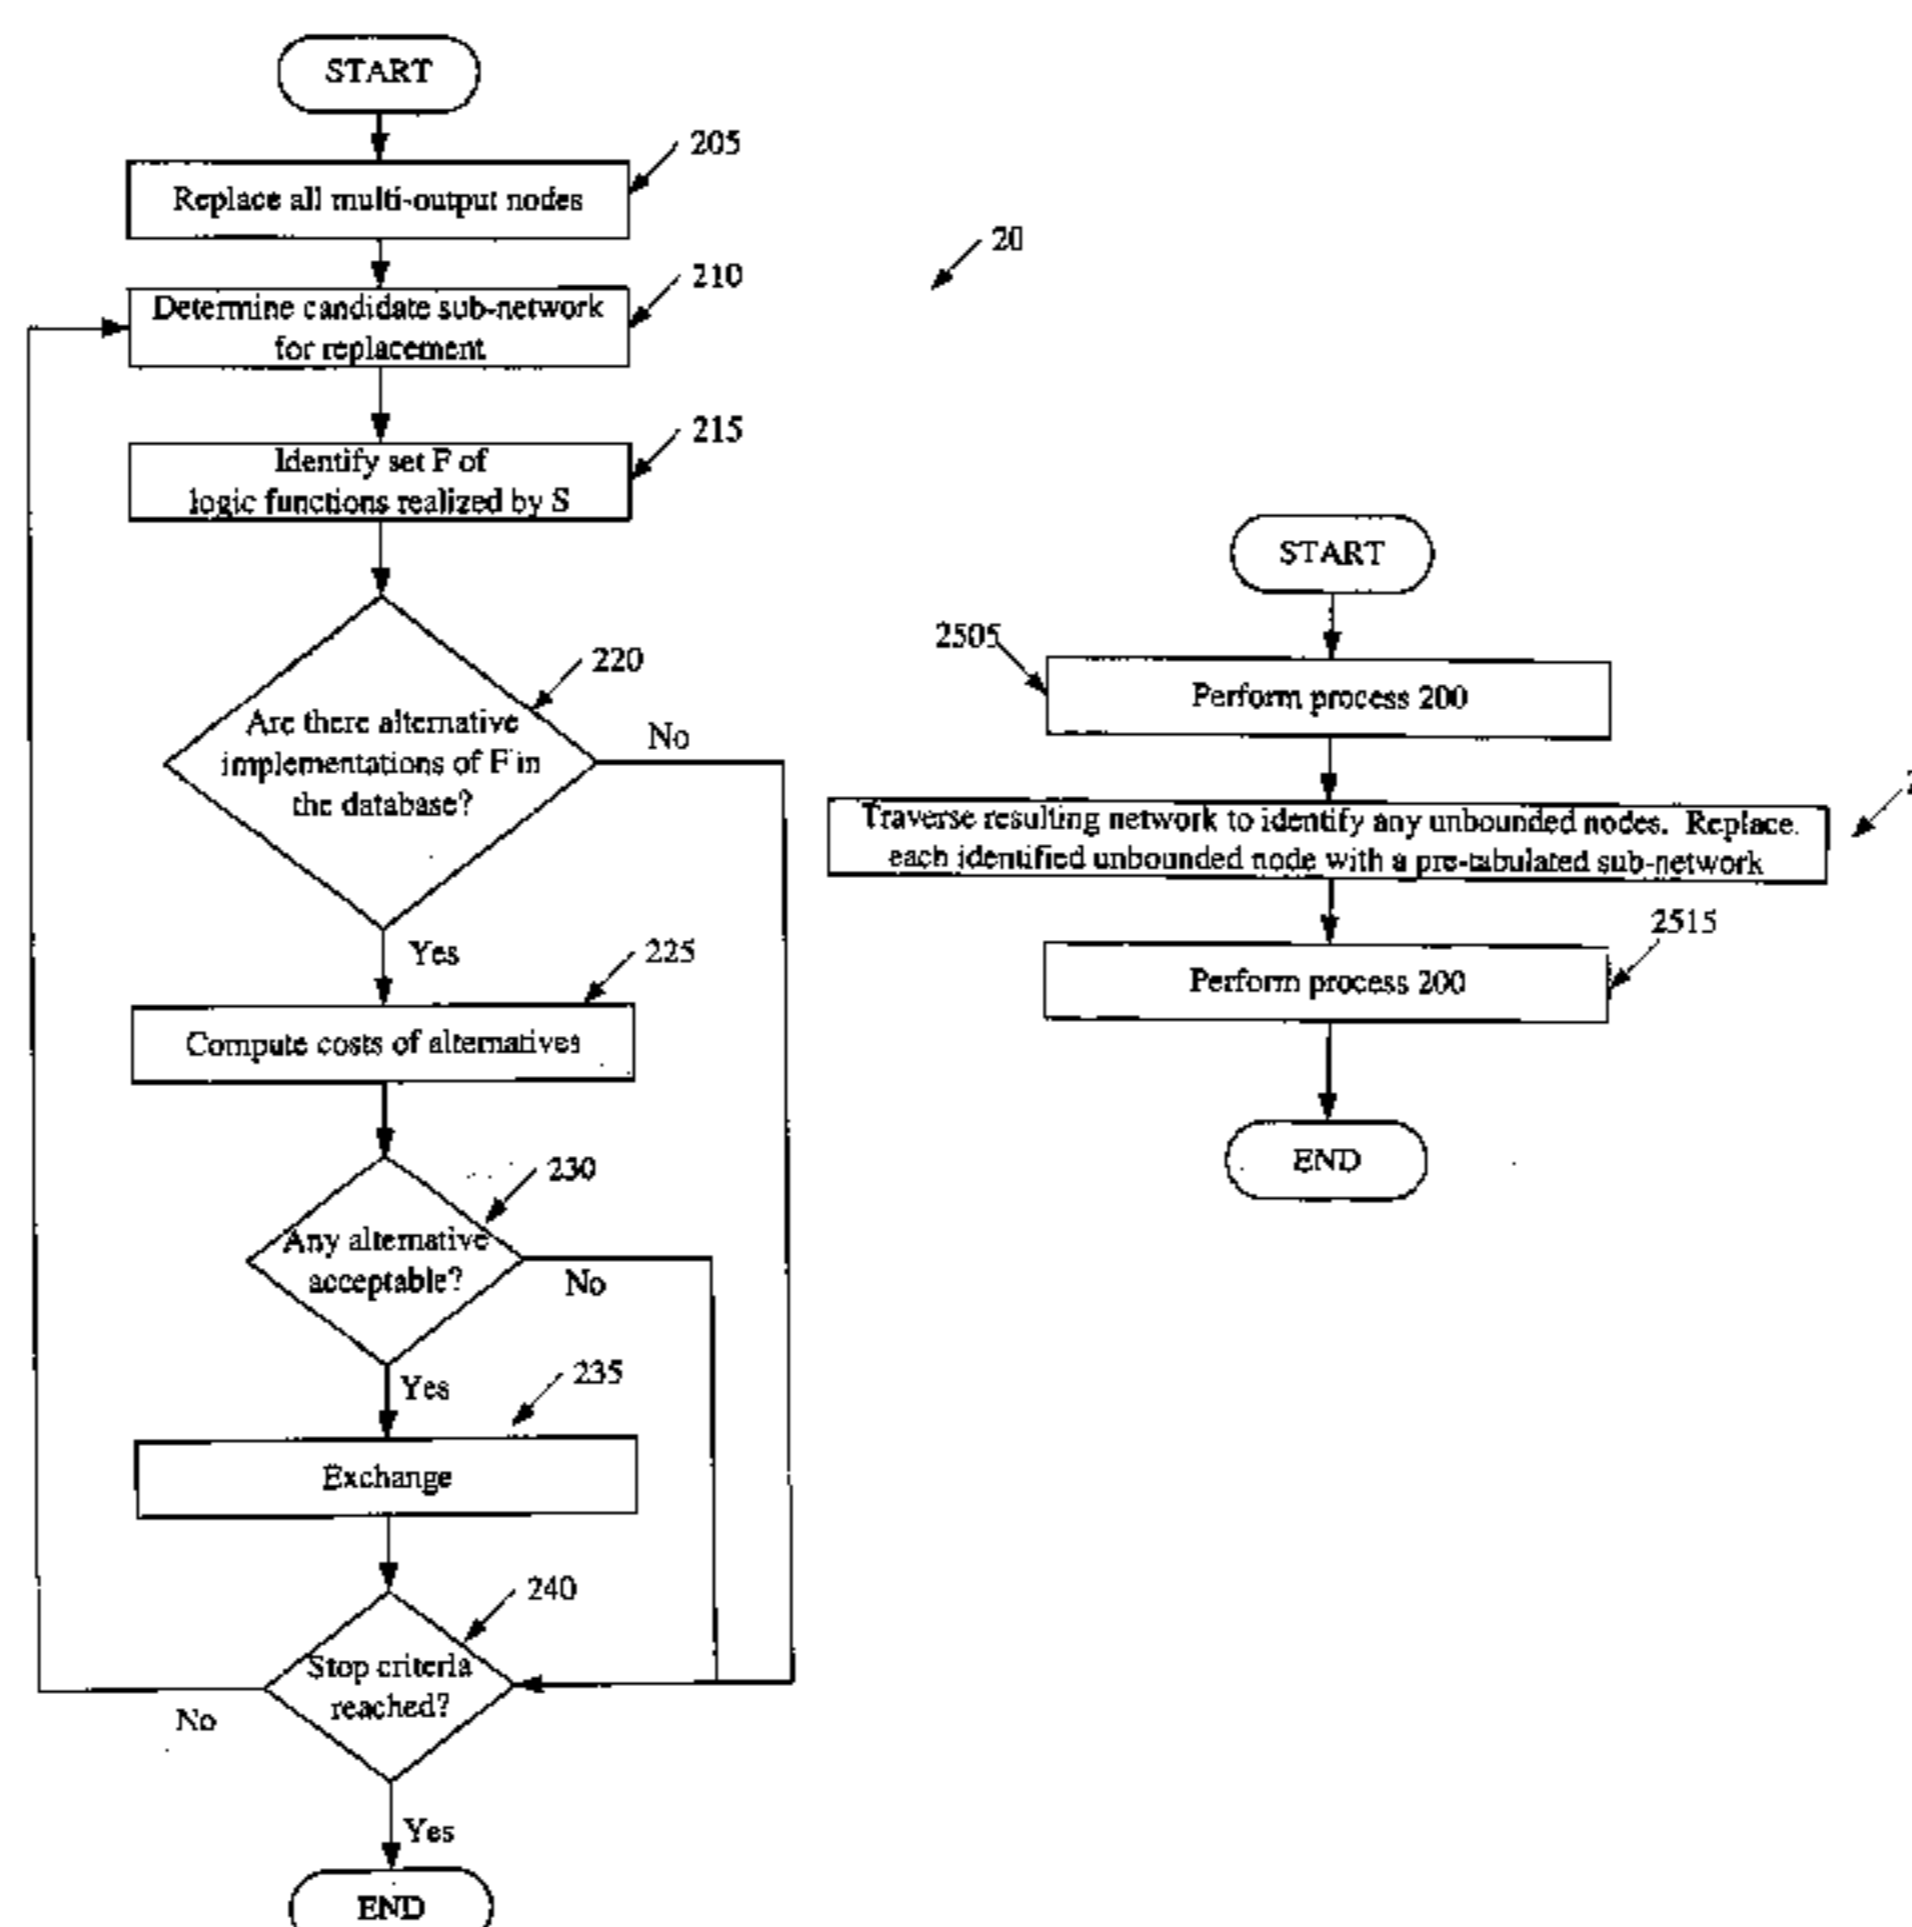 START
205
Replace all multi-output nodes
20
210
Determine candidate sub-network
for replacement
215
Identify set F of
logic functions realized by S
220
Are there alternative
implementations of F in
the database?
No
Yes
225
Compute costs of alternatives
230
Any alternative
acceptable?
No
Yes
235
Exchange
240
Stop criteria
reached?
No
Yes
END
START
2505
Perform process 200
Traverse resulting network to identify any unbounded nodes. Replace
each identified unbounded node with a pre-tabulated sub-network
2515
Perform process 200
END